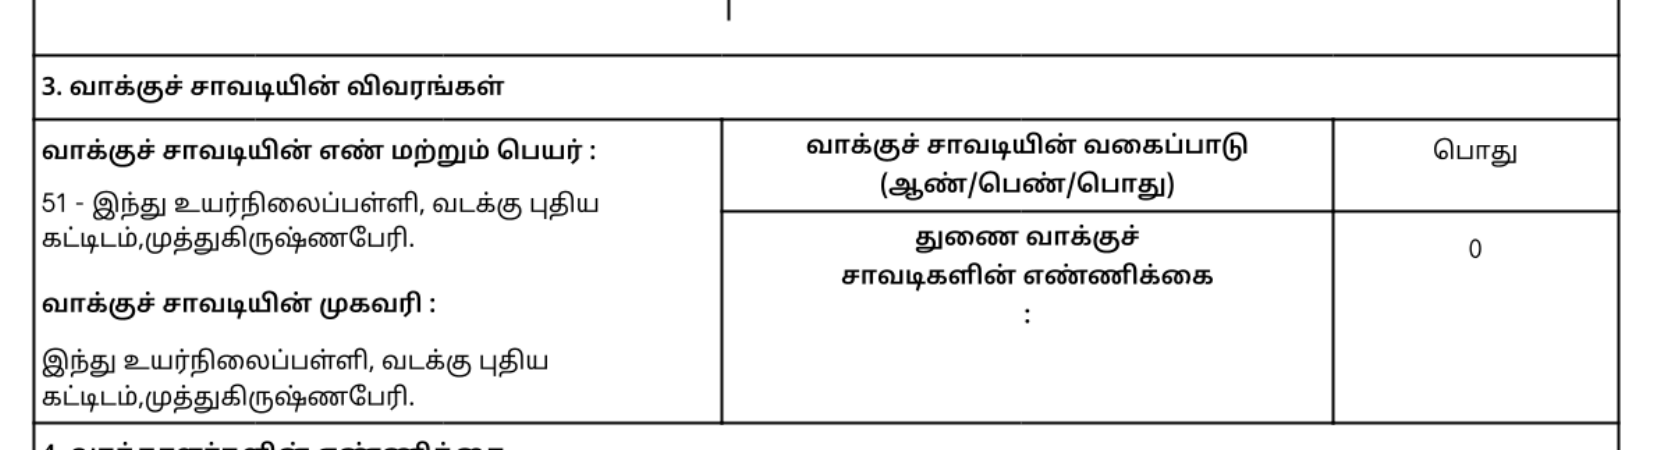 3. வாக்குச் சாவடியின் விவரங்கள்
வாக்குச் சாவடியின் எண் மற்றும் பெயர் :
51 - இந்து உயர்நிலைப்பள்ளி, வடக்கு புதிய
கட்டிடம்,முத்துகிருஷ்ணபேரி.
வாக்குச் சாவடியின் முகவரி :
இந்து உயர்நிலைப்பள்ளி, வடக்கு புதிய
கட்டிடம்,முத்துகிருஷ்ணபேரி.
வாக்குச் சாவடியின் வகைப்பாடு
(ஆண்/பெண்/பொது)
பொது
துணை வாக்குச்
சாவடிகளின் எண்ணிக்கை
:
0